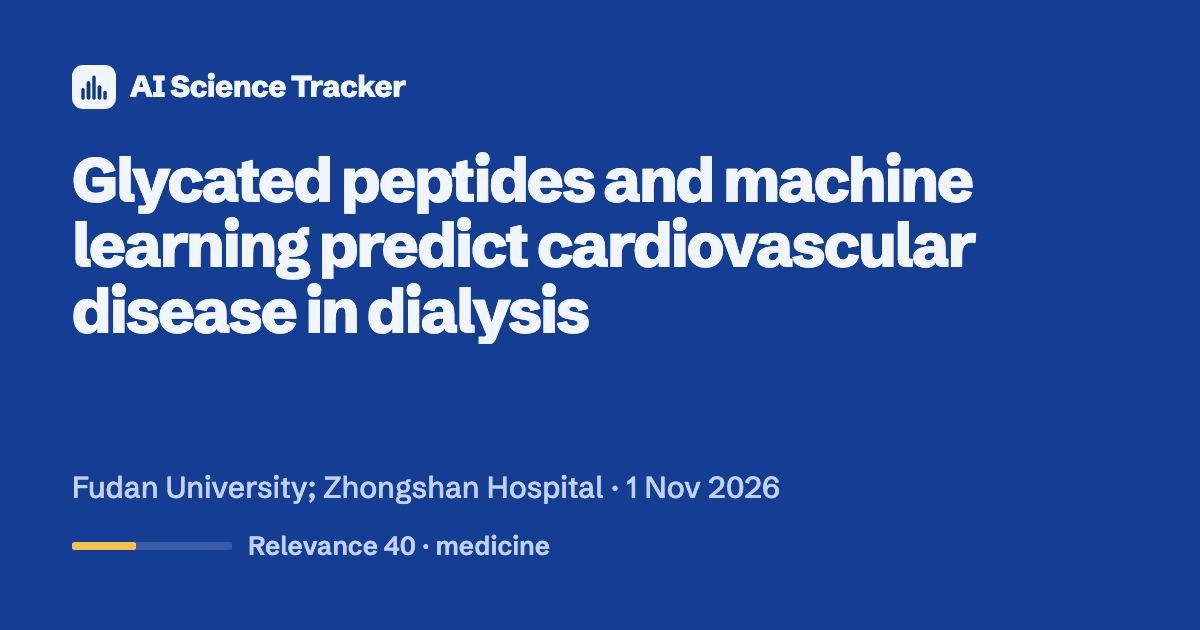 AI Science Tracker
Glycated peptides and machine
learning predict cardiovascular
disease in dialysis
Fudan University; Zhongshan Hospital · 1 Nov 2026
Relevance 40 · medicine